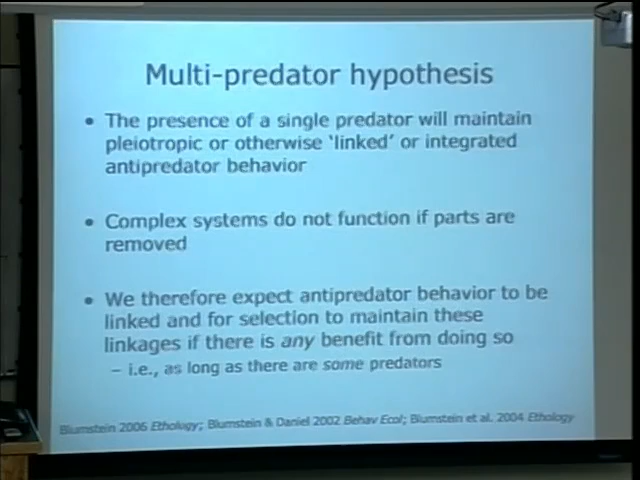 Multi-predator hypothesis
• The presence of a single predator will maintain
pleiotropic or otherwise ‘linked’ or integrated
antipredator behavior
• Complex systems do not function if parts are
removed
• We therefore expect antipredator behavior to be
linked and for selection to maintain these
linkages if there is any benefit from doing so
– i.e., as long as there are some predators
Blumstein 2006 Ethology; Blumstein & Daniel 2002 Behav Ecol; Blumstein et al. 2004 Ethology